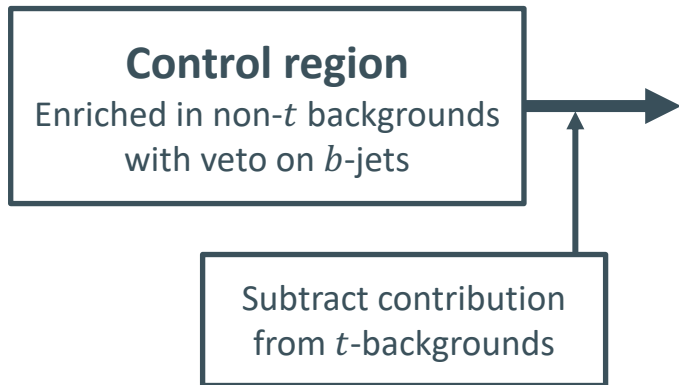 Control region
Enriched in non-t backgrounds
with veto on b-jets
Subtract contribution
from t-backgrounds